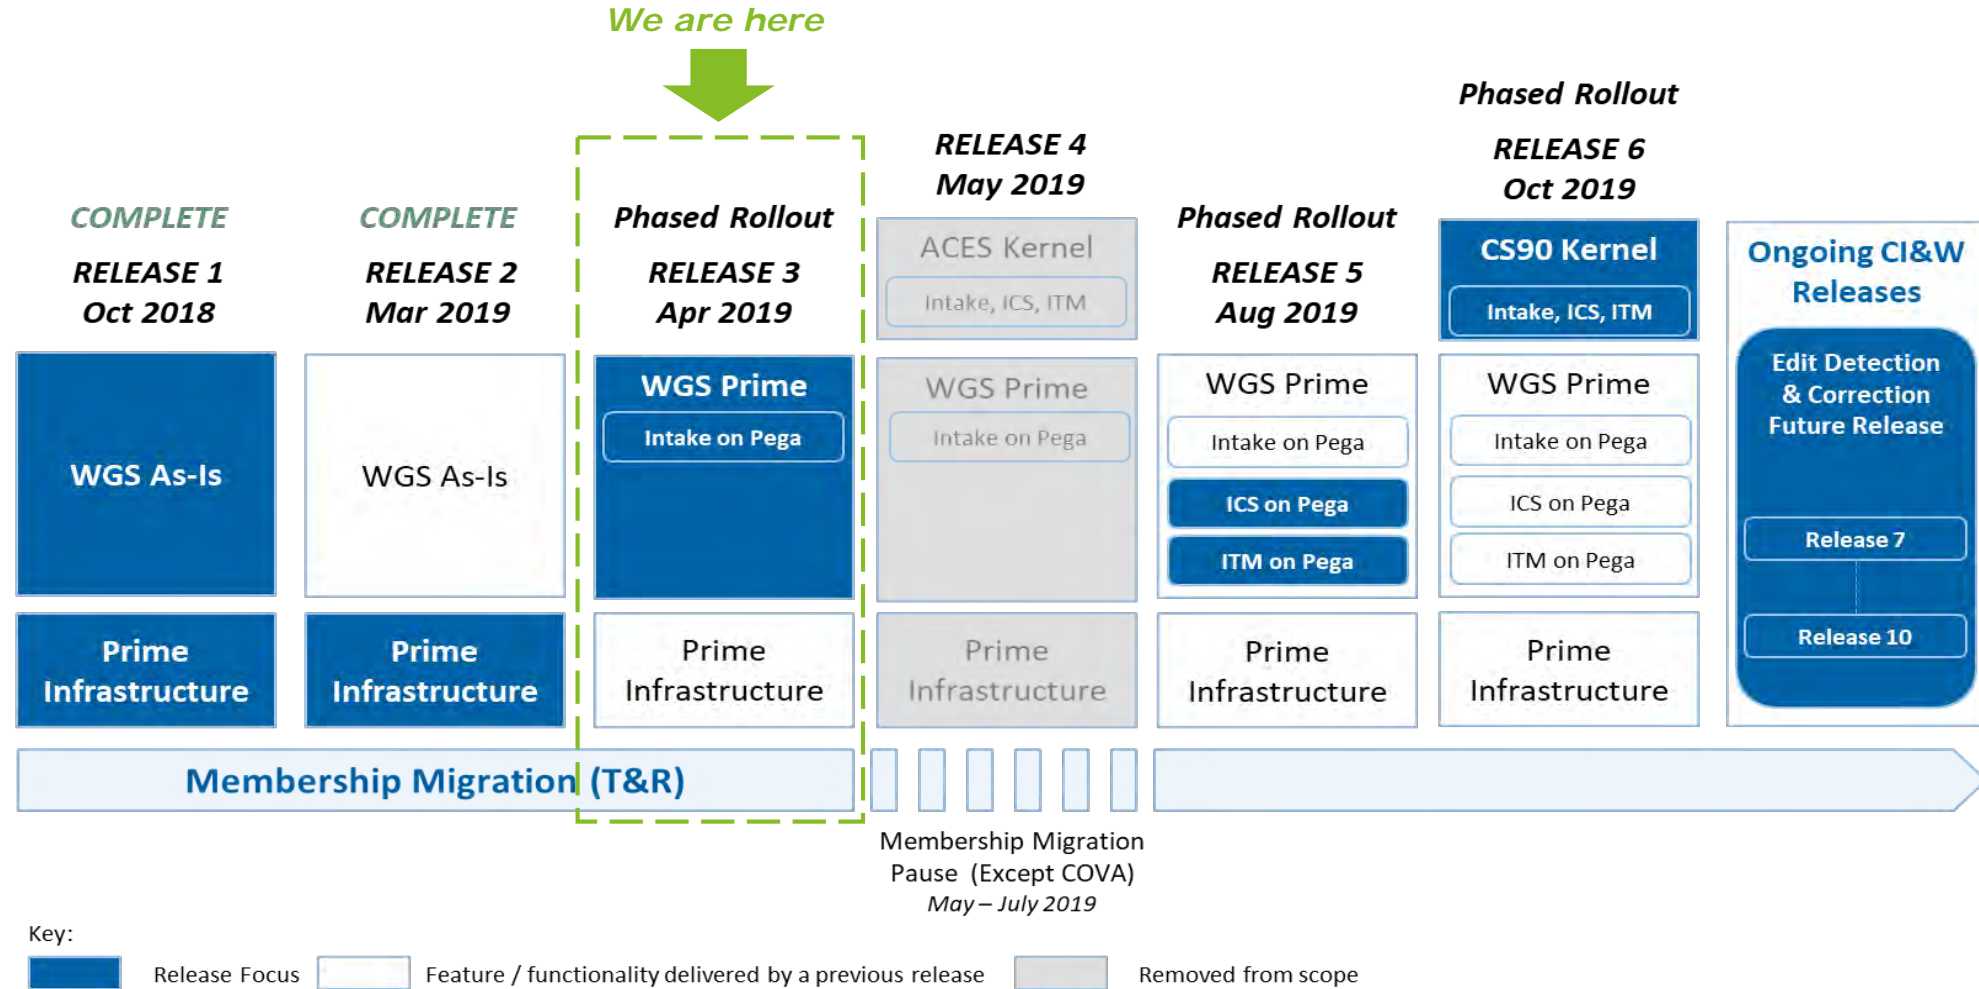 We are here
COMPLETE
RELEASE 1
Oct 2018
WGS As-Is
Prime
Infrastructure
COMPLETE
RELEASE 2
Mar 2019
WGS As-Is
Prime
Infrastructure
Phased Rollout
RELEASE 3
Apr 2019
WGS Prime
Intake on Pega
Prime
Infrastructure
RELEASE 4
May 2019
ACES Kernel
Intake, ICS, ITM
WGS Prime
Intake on Pega
Prime
Infrastructure
Phased Rollout
RELEASE 5
Aug 2019
WGS Prime
Intake on Pega
ICS on Pega
ITM on Pega
Prime
Infrastructure
Phased Rollout
RELEASE 6
Oct 2019
CS90 Kernel
Intake, ICS, ITM
WGS Prime
Intake on Pega
ICS on Pega
ITM on Pega
Prime
Infrastructure
Ongoing CI&W
Releases
Edit Detection
& Correction
Future Release
Release 7
Release 10
Membership Migration (T&R)
Membership Migration
Pause (Except COVA)
May – July 2019
Key:
Release Focus
Feature / functionality delivered by a previous release
Removed from scope